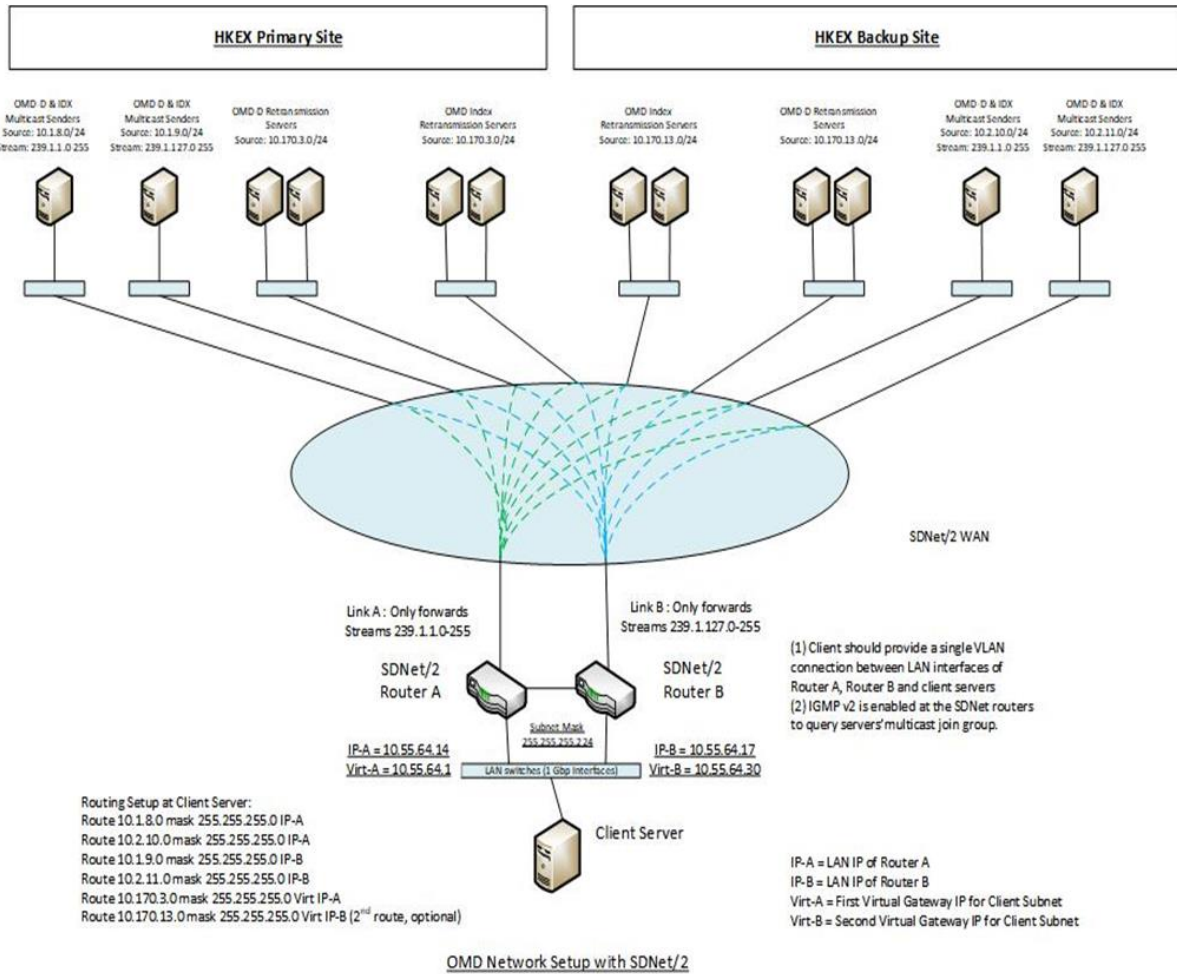 HKEX Primary Site
HKEX Backup Site
OMD D & IDX
Multicast Senders
Source: 10.1.8.0/24
Stream: 239.1.1.0 255
OMD D & IDX
Multicast Senders
Source: 10.1.9.0/24
Stream: 239.1.127.0 255
OMD D Retransmission
Servers
Source: 10.170.3.0/24
OMD Index
Retransmission Servers
Source: 10.170.3.0/24
OMD Index
Retransmission Servers
Source: 10.170.13.0/24
OMD D Retransmission
Servers
Source: 10.170.13.0/24
OMD D & IDX
Multicast Senders
Source: 10.2.10.0/24
Stream: 239.1.1.0 255
OMD D & IDX
Multicast Senders
Source: 10.2.11.0/24
Stream: 239.1.127.0 255
SDNet/2 WAN
Link A : Only forwards
Streams 239.1.1.0-255
Link B : Only forwards
Streams 239.1.127.0-255
SDNet/2
Router A
SDNet/2
Router B
(1) Client should provide a single VLAN
connection between LAN interfaces of
Router A, Router B and client servers
(2) IGMP v2 is enabled at the SDNet routers
to query servers' multicast join group.
Subnet Mask
255.255.255.224
IP-A = 10.55.64.14
Virt-A = 10.55.64.1
IP-B = 10.55.64.17
Virt-B = 10.55.64.30
LAN switches (1 Gbp Interfaces)
Client Server
Routing Setup at Client Server:
Route 10.1.8.0 mask 255.255.255.0 IP-A
Route 10.2.10.0 mask 255.255.255.0 IP-A
Route 10.1.9.0 mask 255.255.255.0 IP-B
Route 10.2.11.0 mask 255.255.255.0 IP-B
Route 10.170.3.0 mask 255.255.255.0 Virt IP-A
Route 10.170.13.0 mask 255.255.255.0 Virt IP-B (2nd route, optional)
IP-A = LAN IP of Router A
IP-B = LAN IP of Router B
Virt-A = First Virtual Gateway IP for Client Subnet
Virt-B = Second Virtual Gateway IP for Client Subnet
OMD Network Setup with SDNet/2